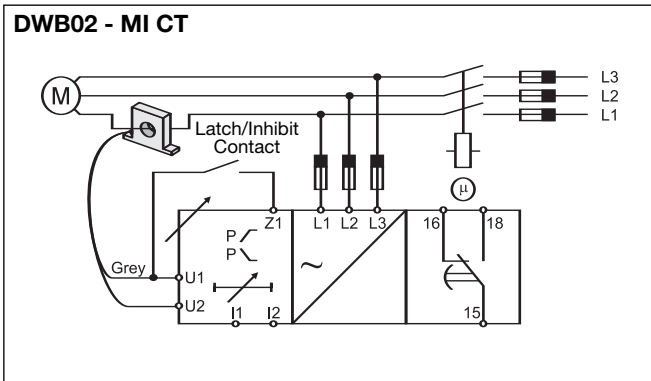 DWB02 - MI CT
L3
L2
L1
M
Latch/Inhibit
Contact
µ
Z1
L1 L2 L3
16
18
P
P
~
Grey
U1
U2
I1 I2
15